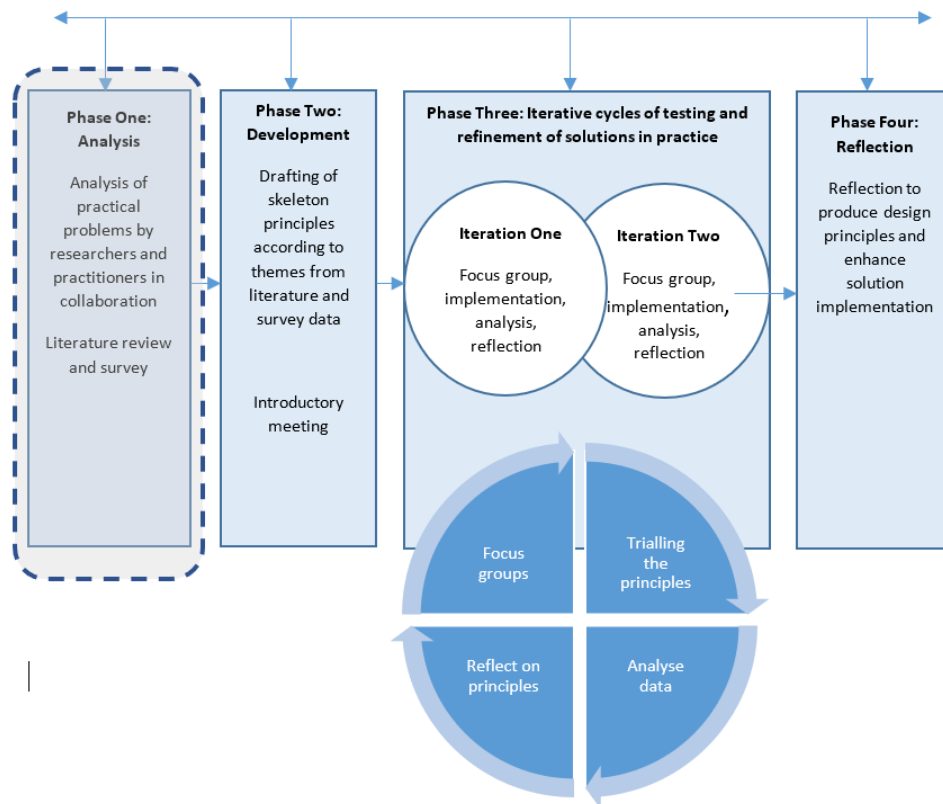 Phase One:
Analysis
Analysis of
practical
problems by
researchers and
practitioners in
collaboration
Literature review
and survey
Phase Two:
Development
Drafting of
skeleton
principles
according to
themes from
literature and
survey data
Introductory
meeting
Phase Three: Iterative cycles of testing and
refinement of solutions in practice
Iteration One
Focus group,
implementation,
analysis,
reflection
Iteration Two
Focus group,
implementation,
analysis,
reflection
Focus
groups
Trialling
the
principles
Reflect on
principles
Analyse
data
Phase Four:
Reflection
Reflection to
produce design
principles and
enhance
solution
implementation